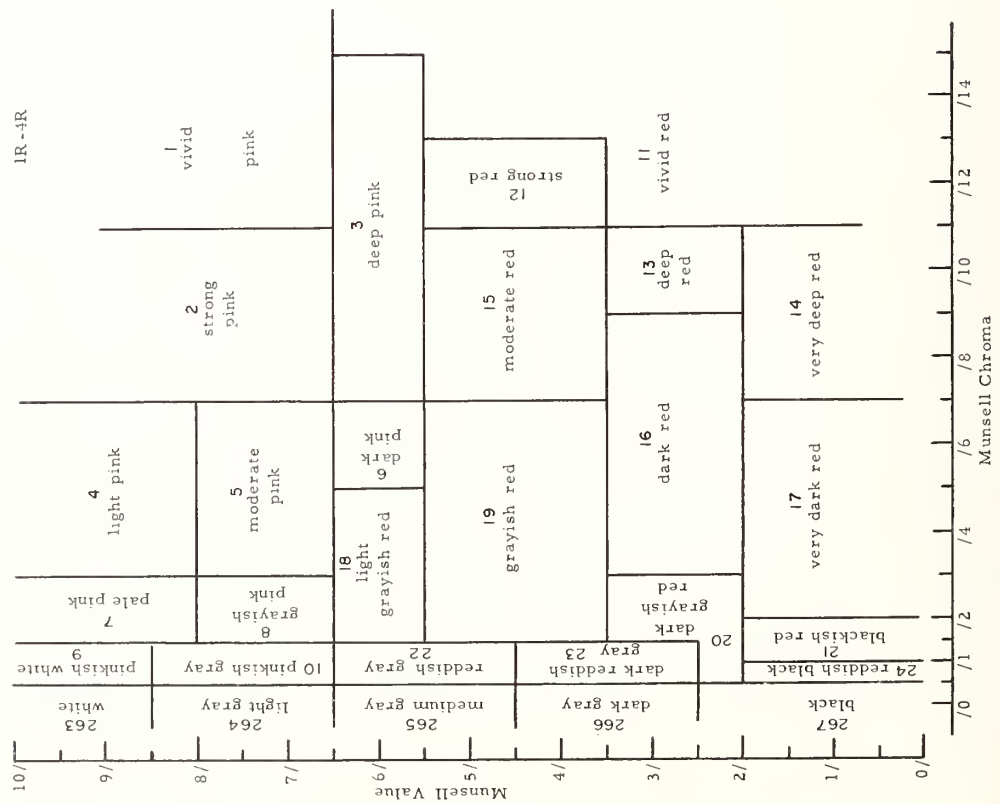 1R-4R
1
vivid
pink
2
strong
pink
3
deep pink
4
light pink
5
moderate
pink
6
dark
pink
7
pale pink
8
grayish
pink
9
pinkish white
10 pinkish gray
11
vivid red
12
strong red
13
deep
red
14
very deep red
15
moderate red
16
dark red
17
very dark red
18
light
grayish red
19
grayish red
20
dark
grayish
red
21
blackish red
22
reddish gray
dark reddish
gray 23
24 reddish black
263
white
264
light gray
265
medium gray
266
dark gray
267
black
Munsell Value
10/
9/
8/
7/
6/
5/
4/
3/
2/
1/
0/
Munsell Chroma
/0
/1
/2
/4
/6
/8
/10
/12
/14